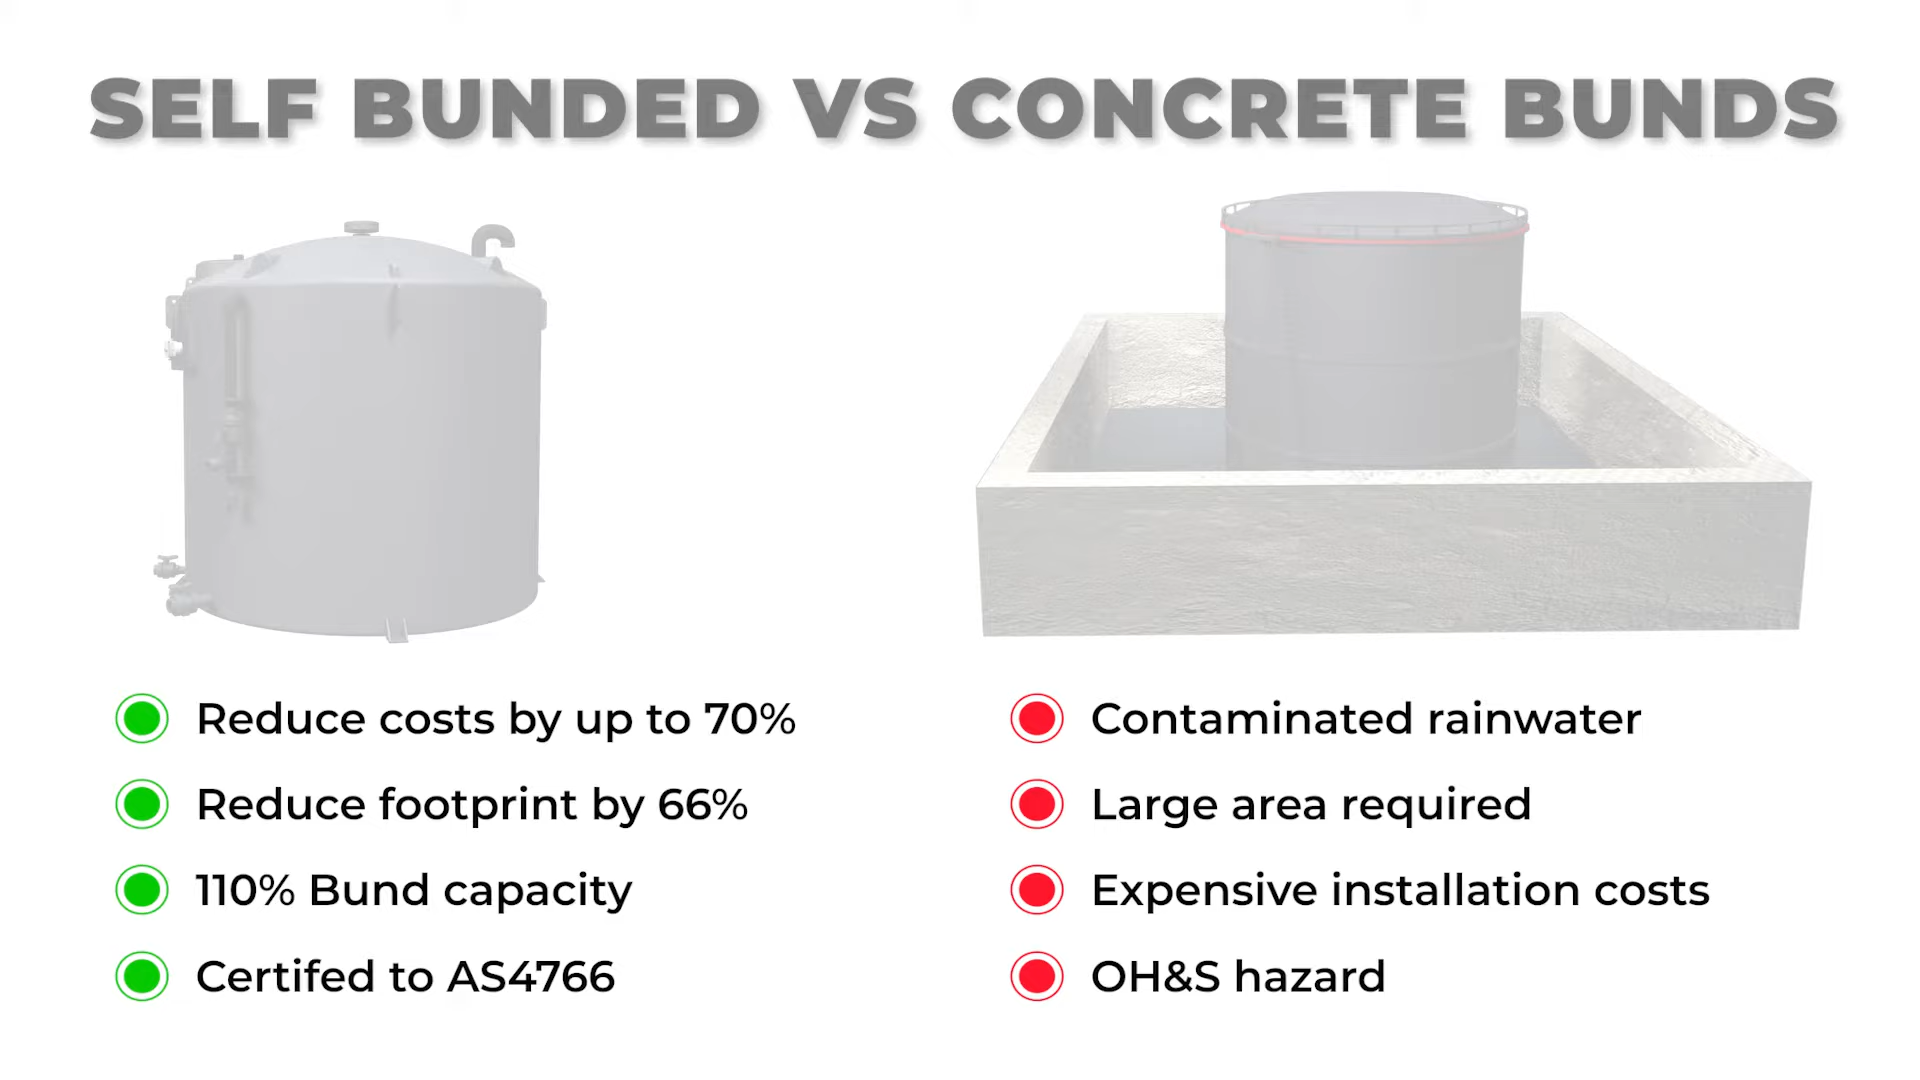 SELF BUNDED VS CONCRETE BUNDS
Reduce costs by up to 70%
Reduce footprint by 66%
110% Bund capacity
Certifed to AS4766
Contaminated rainwater
Large area required
Expensive installation costs
OH&S hazard